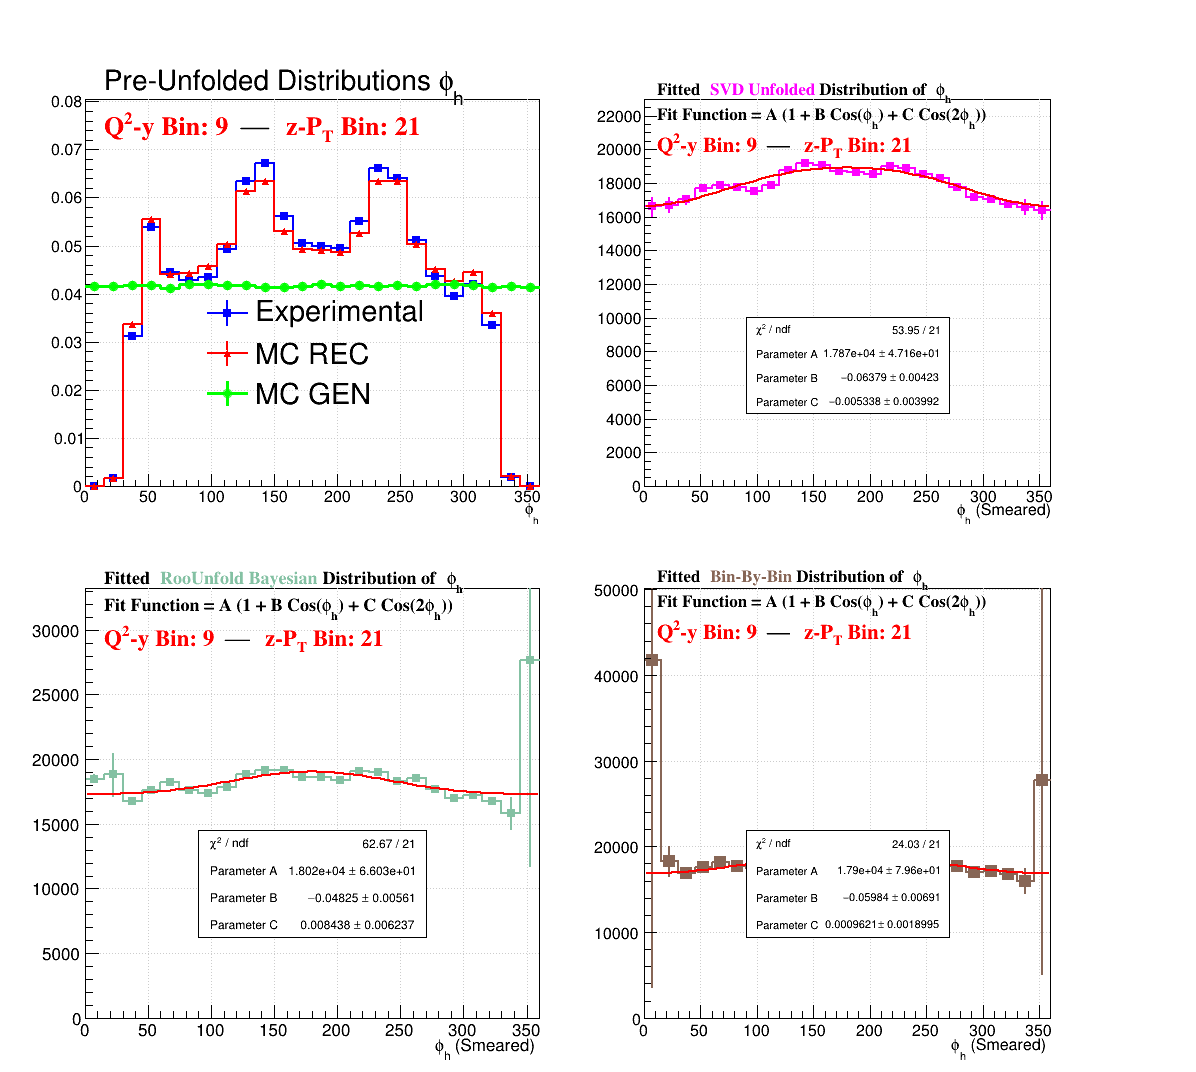 Pre-Unfolded Distributions ϕh
Q²-y Bin: 9 — z-PT Bin: 21
0.08
0.07
0.06
0.05
0.04
0.03
0.02
0.01
0
Experimental
MC REC
MC GEN
0 50 100 150 200 250 300 350
ϕh
Fitted SVD Unfolded Distribution of ϕh
Fit Function = A (1 + B Cos(ϕh) + C Cos(2ϕh))
Q²-y Bin: 9 — z-PT Bin: 21
22000
20000
18000
16000
14000
12000
10000
8000
6000
4000
2000
0
χ² / ndf 53.95 / 21
Parameter A 1.787e+04 ± 4.716e+01
Parameter B −0.06379 ± 0.00423
Parameter C −0.005338 ± 0.003992
0 50 100 150 200 250 300 350
ϕh (Smeared)
Fitted RooUnfold Bayesian Distribution of ϕh
Fit Function = A (1 + B Cos(ϕh) + C Cos(2ϕh))
Q²-y Bin: 9 — z-PT Bin: 21
30000
25000
20000
15000
10000
5000
0
χ² / ndf 62.67 / 21
Parameter A 1.802e+04 ± 6.603e+01
Parameter B −0.04825 ± 0.00561
Parameter C 0.008438 ± 0.006237
0 50 100 150 200 250 300 350
ϕh (Smeared)
Fitted Bin-By-Bin Distribution of ϕh
Fit Function = A (1 + B Cos(ϕh) + C Cos(2ϕh))
Q²-y Bin: 9 — z-PT Bin: 21
50000
40000
30000
20000
10000
0
χ² / ndf 24.03 / 21
Parameter A 1.79e+04 ± 7.96e+01
Parameter B −0.05984 ± 0.00691
Parameter C 0.0009621 ± 0.0018995
0 50 100 150 200 250 300 350
ϕh (Smeared)